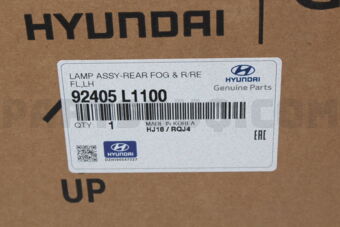 HYUNDAI
LAMP ASSY-REAR FOG & R/RE
FL,LH
HYUNDAI
Genuine Parts
92405 L1100
QTY 1
MADE IN KOREA
HJ16 / RQJ4
EAC
HYUNDAI
UP